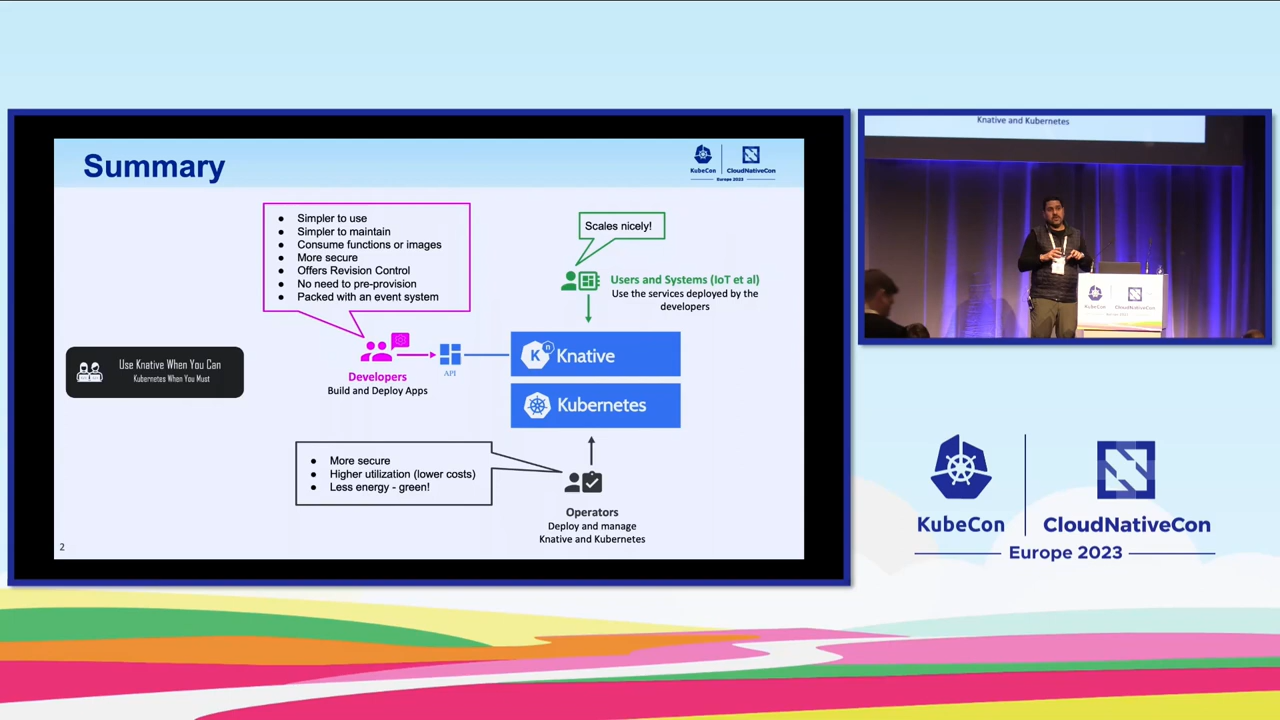 Summary
KubeCon
CloudNativeCon
Europe 2023
● Simpler to use
● Simpler to maintain
● Consume functions or images
● More secure
● Offers Revision Control
● No need to pre-provision
● Packed with an event system
Scales nicely!
Users and Systems (IoT et al)
Use the services deployed by the
developers
Use Knative When You Can
Kubernetes When You Must
Developers
Build and Deploy Apps
API
K n Knative
Kubernetes
● More secure
● Higher utilization (lower costs)
● Less energy - green!
Operators
Deploy and manage
Knative and Kubernetes
2
Knative and Kubernetes
KubeCon
CloudNativeCon
KubeCon
CloudNativeCon
Europe 2023